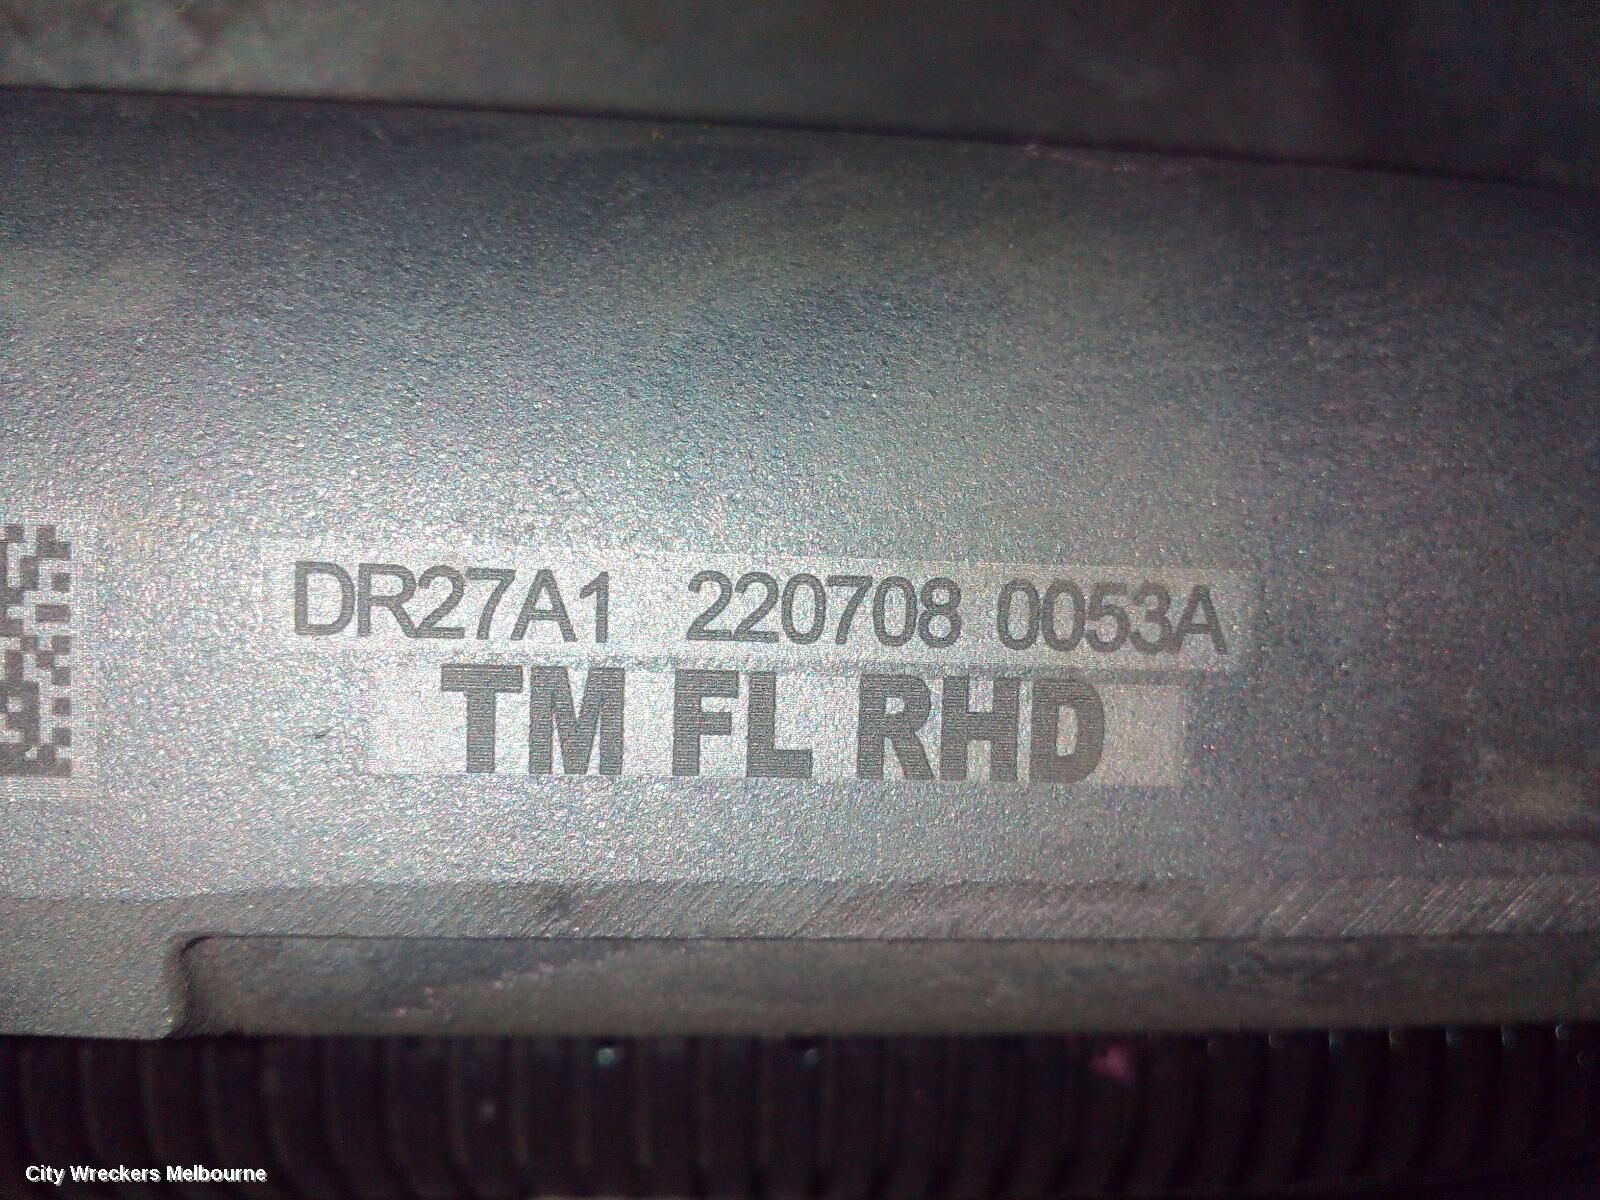 DR27A1 220708 0053A
TM FL RHD
City Wreckers Melbourne